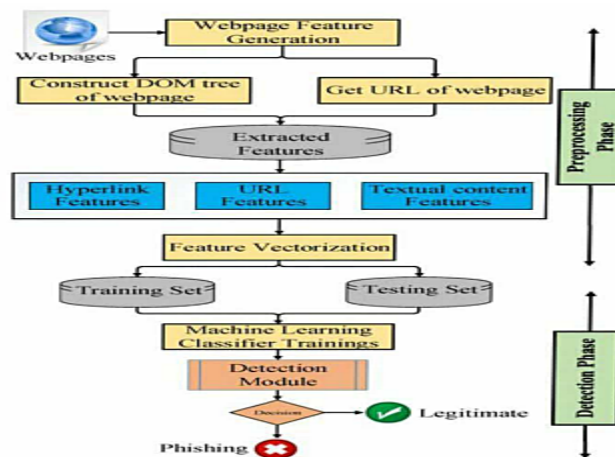 Webpage Feature
Generation
Webpages
Construct DOM tree
of webpage
Get URL of webpage
Extracted
Features
Hyperlink
Features
URL
Features
Textual content
Features
Feature Vectorization
Training Set
Testing Set
Machine Learning
Classifier Trainings
Detection
Module
Decision
Legitimate
Phishing
Preprocessing
Phase
Detection Phase